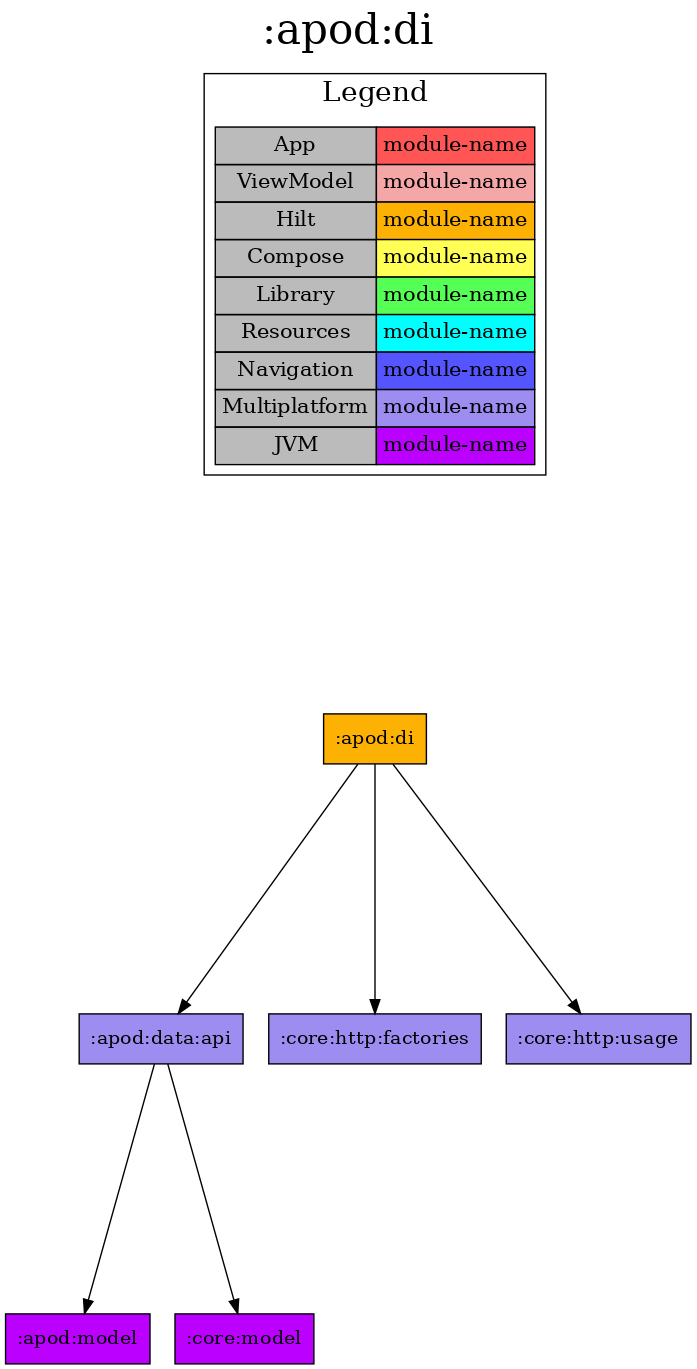 :apod:di
Legend
App module-name
ViewModel module-name
Hilt module-name
Compose module-name
Library module-name
Resources module-name
Navigation module-name
Multiplatform module-name
JVM module-name
:apod:di
:apod:data:api
:core:http:factories
:core:http:usage
:apod:model
:core:model